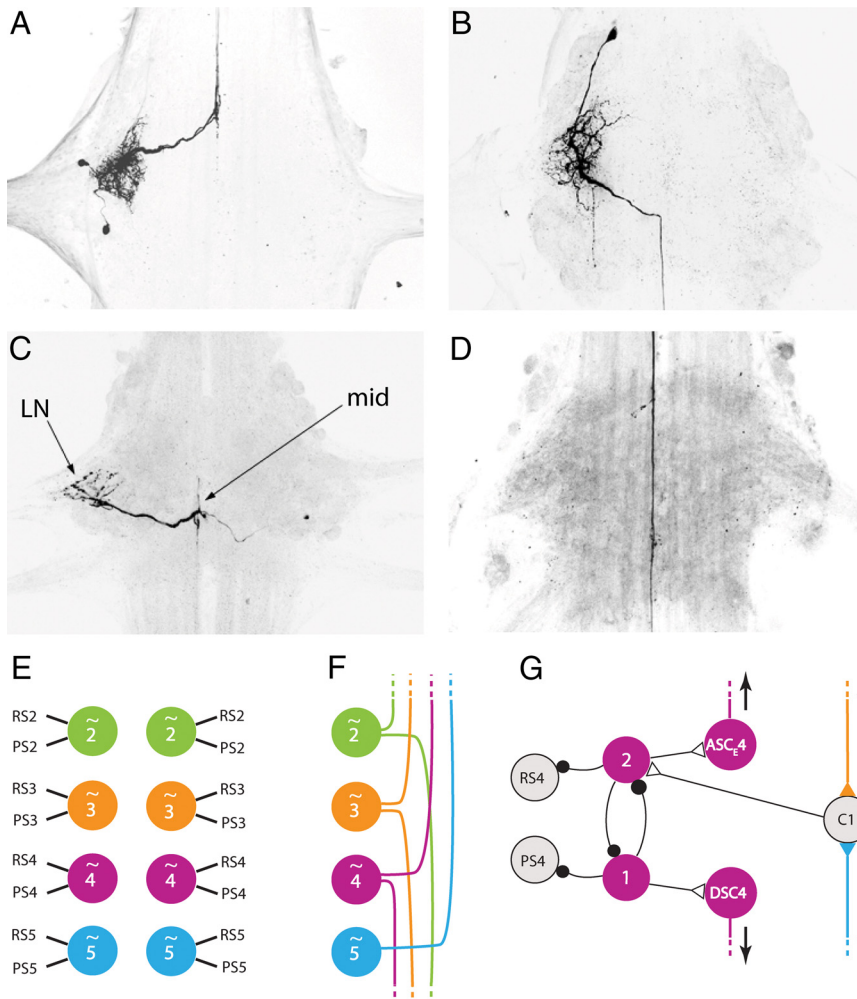 A
B
C
LN
mid
D
E
RS2 2̃ 2̃ RS2
PS2 PS2
RS3 3̃ 3̃ RS3
PS3 PS3
RS4 4̃ 4̃ RS4
PS4 PS4
RS5 5̃ 5̃ RS5
PS5 PS5
F
2̃
3̃
4̃
5̃
G
2 ASCE4
RS4
C1
PS4
1 DSC4